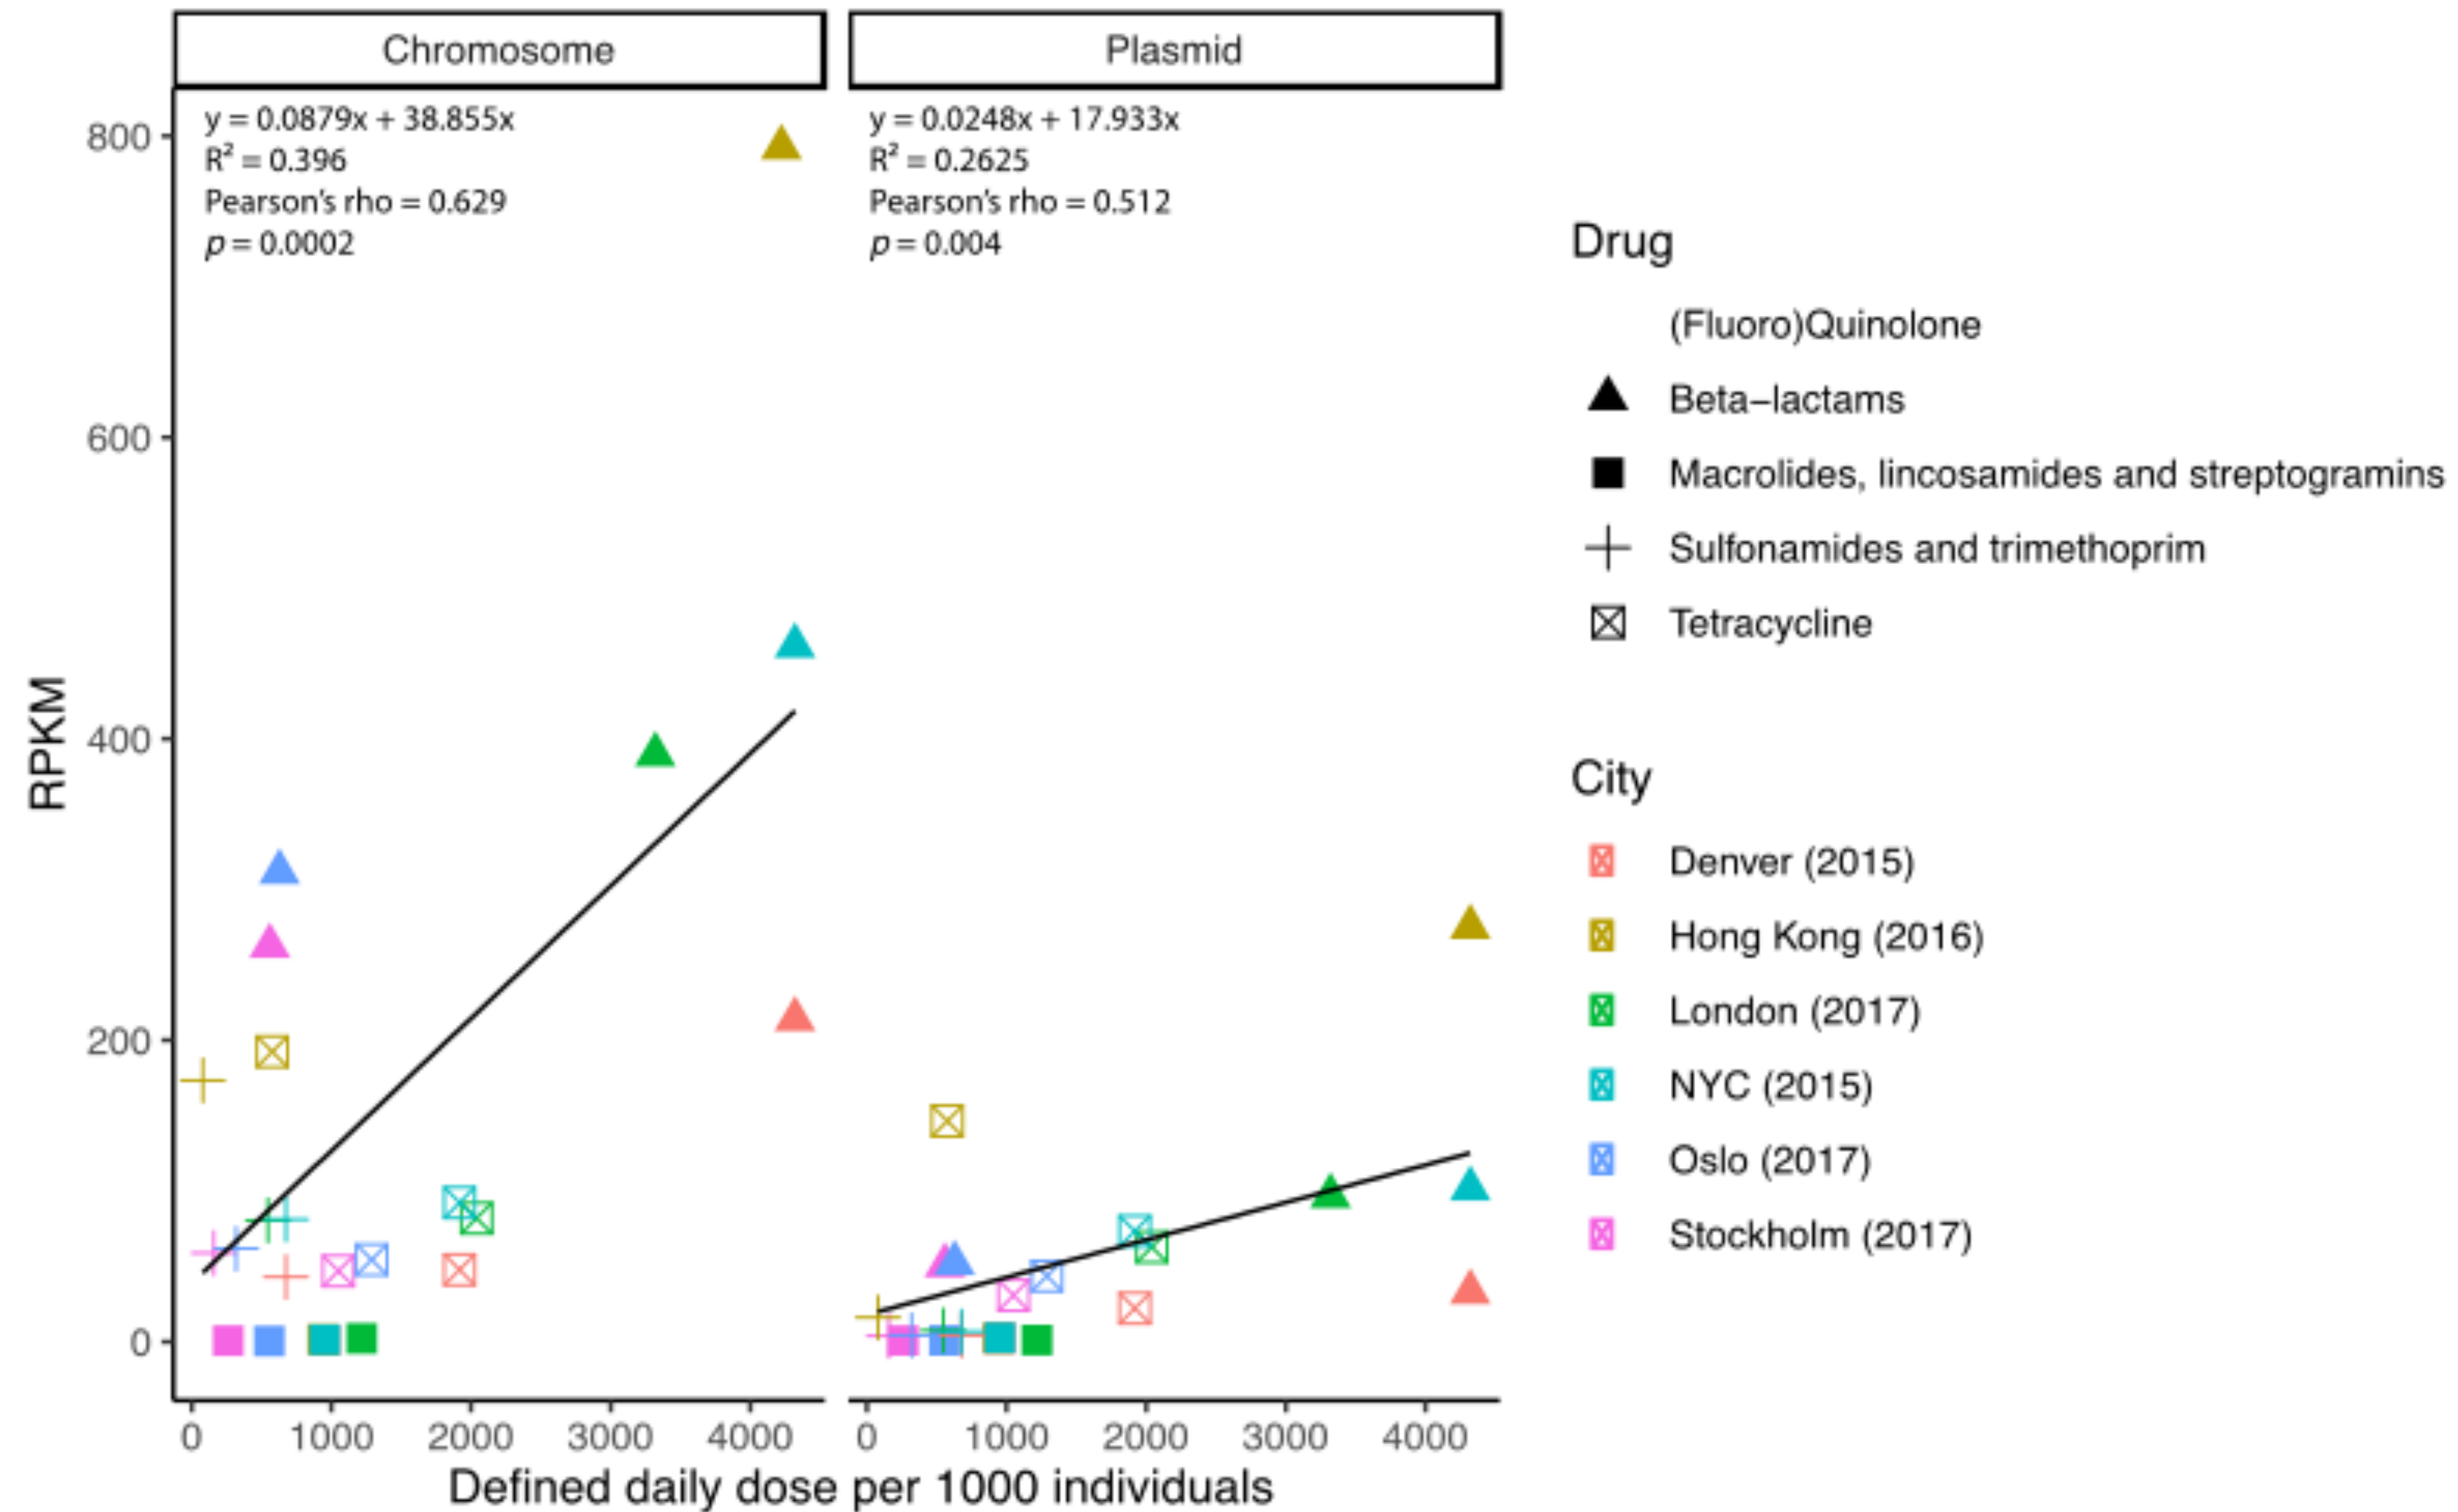 Chromosome
Plasmid
y = 0.0879x + 38.855x
R² = 0.396
Pearson's rho = 0.629
p = 0.0002
y = 0.0248x + 17.933x
R² = 0.2625
Pearson's rho = 0.512
p = 0.004
800
600
400
200
0
RPKM
0 1000 2000 3000 4000
0 1000 2000 3000 4000
Defined daily dose per 1000 individuals
Drug
(Fluoro)Quinolone
Beta−lactams
Macrolides, lincosamides and streptogramins
Sulfonamides and trimethoprim
Tetracycline
City
Denver (2015)
Hong Kong (2016)
London (2017)
NYC (2015)
Oslo (2017)
Stockholm (2017)